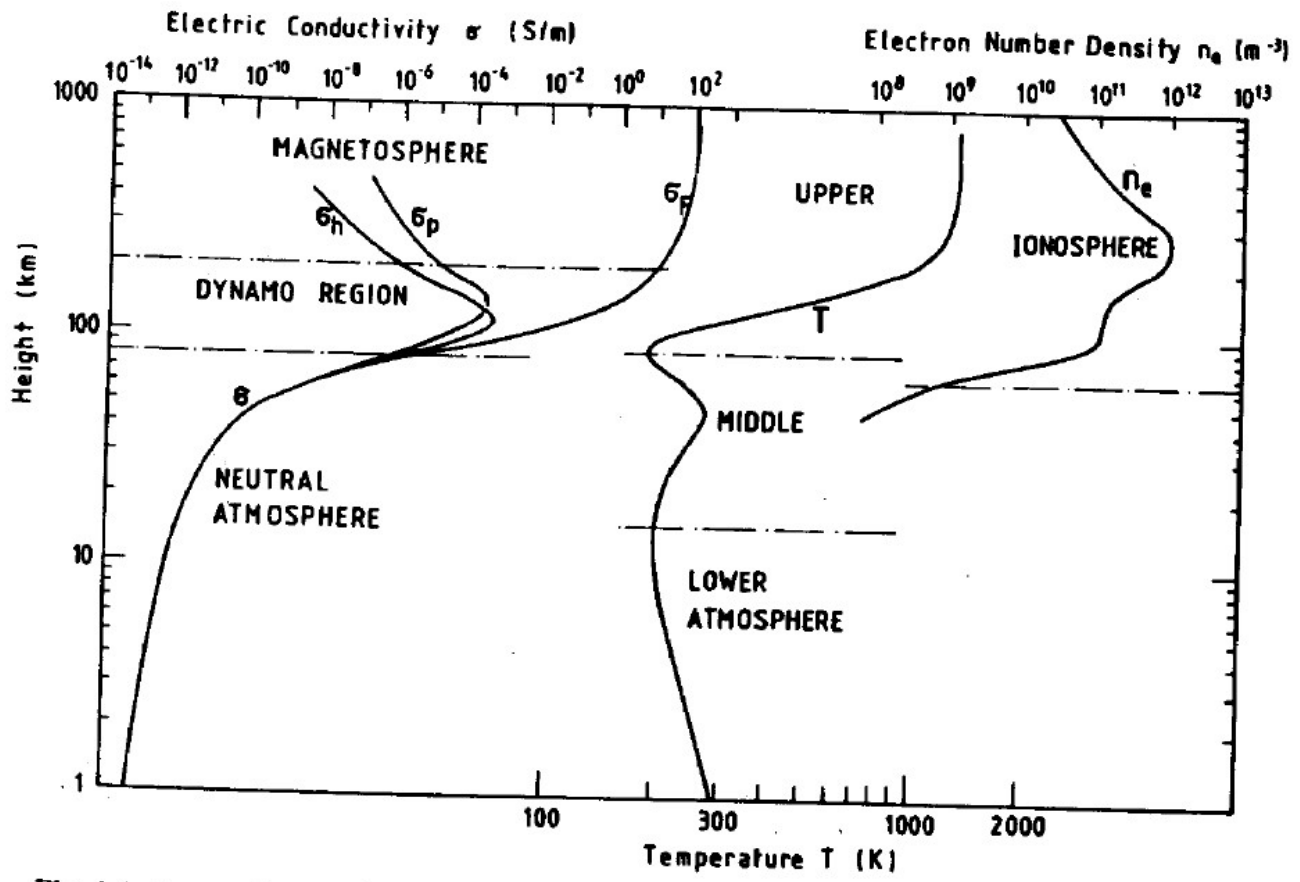 Electric Conductivity σ (S/m)
Electron Number Density nₑ (m⁻³)
10⁻¹⁴ 10⁻¹² 10⁻¹⁰ 10⁻⁸ 10⁻⁶ 10⁻⁴ 10⁻² 10⁰ 10² 10⁸ 10⁹ 10¹⁰ 10¹¹ 10¹² 10¹³
1000
MAGNETOSPHERE
σh σp σF UPPER nₑ
IONOSPHERE
DYNAMO REGION
T
100
Height (km)
σ
MIDDLE
NEUTRAL
ATMOSPHERE
10
LOWER
ATMOSPHERE
1
100 200 300 1000 2000
Temperature T (K)